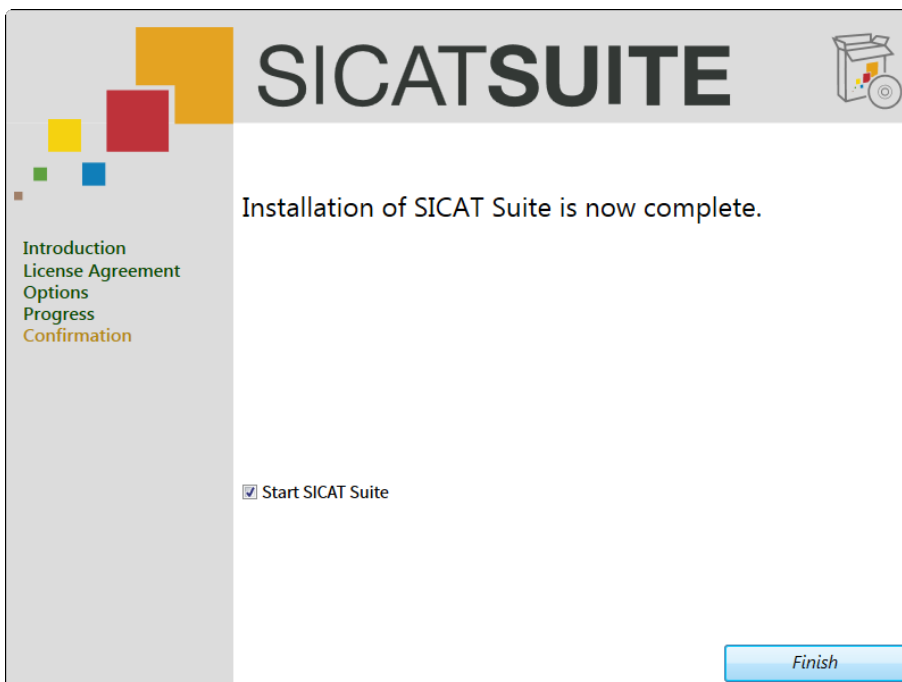 SICATSUITE
Installation of SICAT Suite is now complete.
Introduction
License Agreement
Options
Progress
Confirmation
Start SICAT Suite
Finish